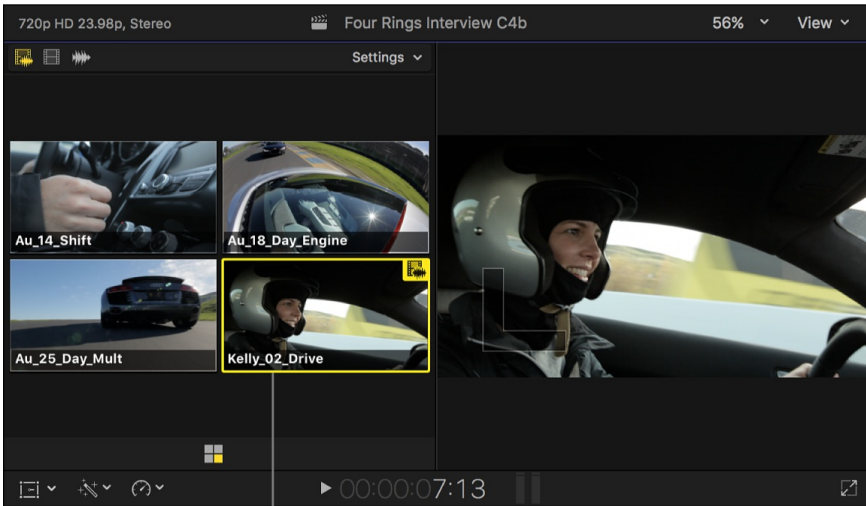 720p HD 23.98p, Stereo
Four Rings Interview C4b
56%
View
Settings
Au_14_Shift
Au_18_Day_Engine
Au_25_Day_Mult
Kelly_02_Drive
00:00:07:13